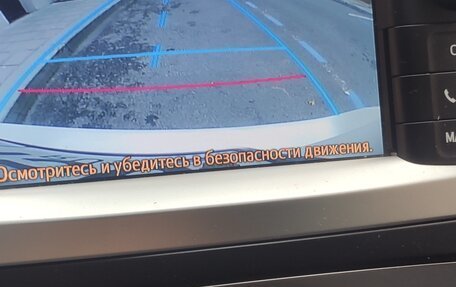 Осмотритесь и убедитесь в безопасности движения.